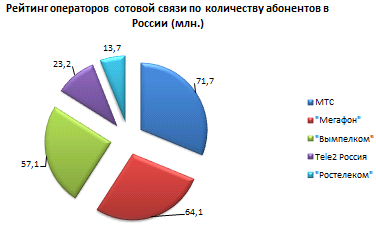 Рейтинг операторов сотовой связи по количеству абонентов в
России (млн.)
13,7
23,2
71,7
57,1
64,1
МТС
"Мегафон"
"Вымпелком"
Tele2 Россия
"Ростелеком"